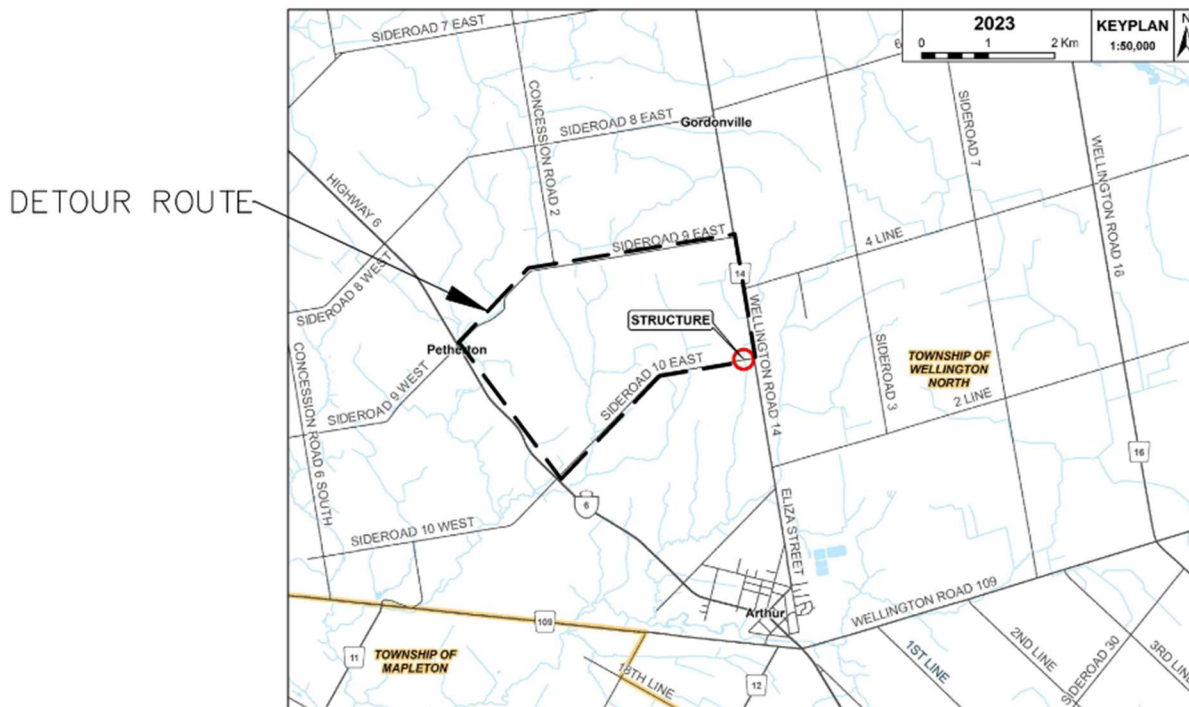 2023
0 1 2 Km
KEYPLAN
1:50,000
N
SIDEROAD 7 EAST
CONCESSION ROAD 2
SIDEROAD 8 EAST
Gordonville
6
SIDEROAD 7
WELLINGTON ROAD 16
DETOUR ROUTE
HIGHWAY 6
SIDEROAD 8 WEST
SIDEROAD 9 EAST
4 LINE
14
WELLINGTON ROAD 14
STRUCTURE
Petherton
SIDEROAD 9 WEST
CONCESSION ROAD 6 SOUTH
SIDEROAD 10 EAST
SIDEROAD 3
TOWNSHIP OF
WELLINGTON
NORTH
2 LINE
16
6
SIDEROAD 10 WEST
ELIZA STREET
Arthur
WELLINGTON ROAD 109
109
11
TOWNSHIP OF
MAPLETON
18TH LINE
12
1ST LINE
2ND LINE
SIDEROAD 30
3RD LINE